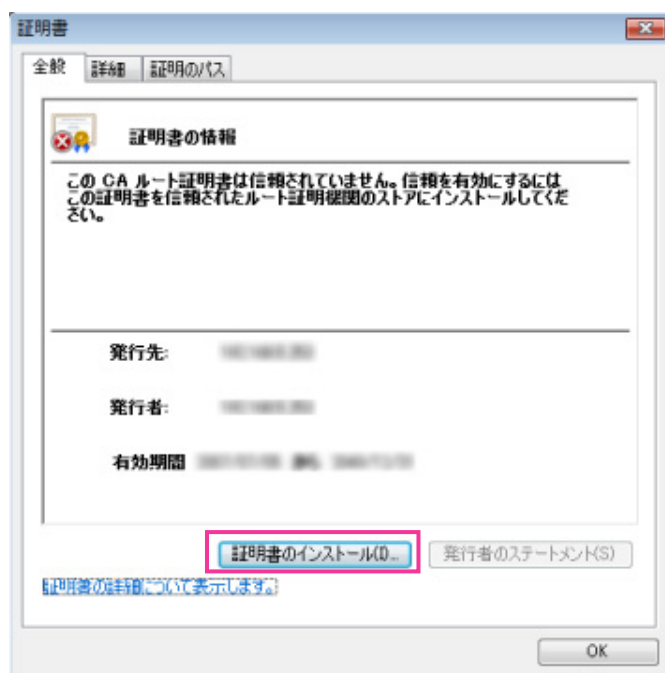 証明書
全般 詳細 証明のパス
証明書の情報
この CA ルート証明書は信頼されていません。信頼を有効にするには
この証明書を信頼されたルート証明機関のストアにインストールしてくだ
さい。
発行先:
発行者:
有効期間
証明書のインストール(I)... 発行者のステートメント(S)
証明書の詳細について表示します。
OK